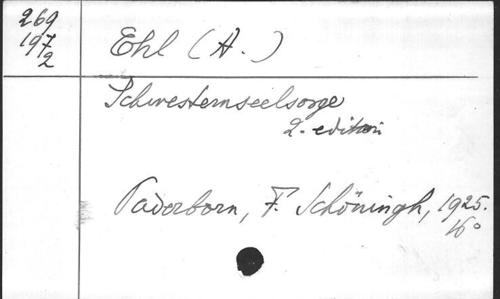 269
197
2
Ehl (A.)
Schwesternseelsorge
2. edition
Paderborn, F. Schöningh, 1925.
16°